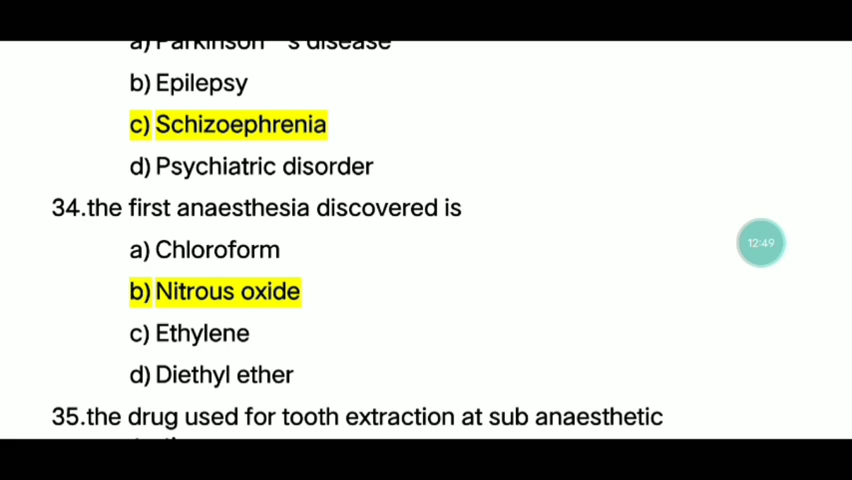 a) Parkinson   s disease
b) Epilepsy
c) Schizoephrenia
d) Psychiatric disorder
34.the first anaesthesia discovered is
a) Chloroform
b) Nitrous oxide
c) Ethylene
d) Diethyl ether
12:49
35.the drug used for tooth extraction at sub anaesthetic